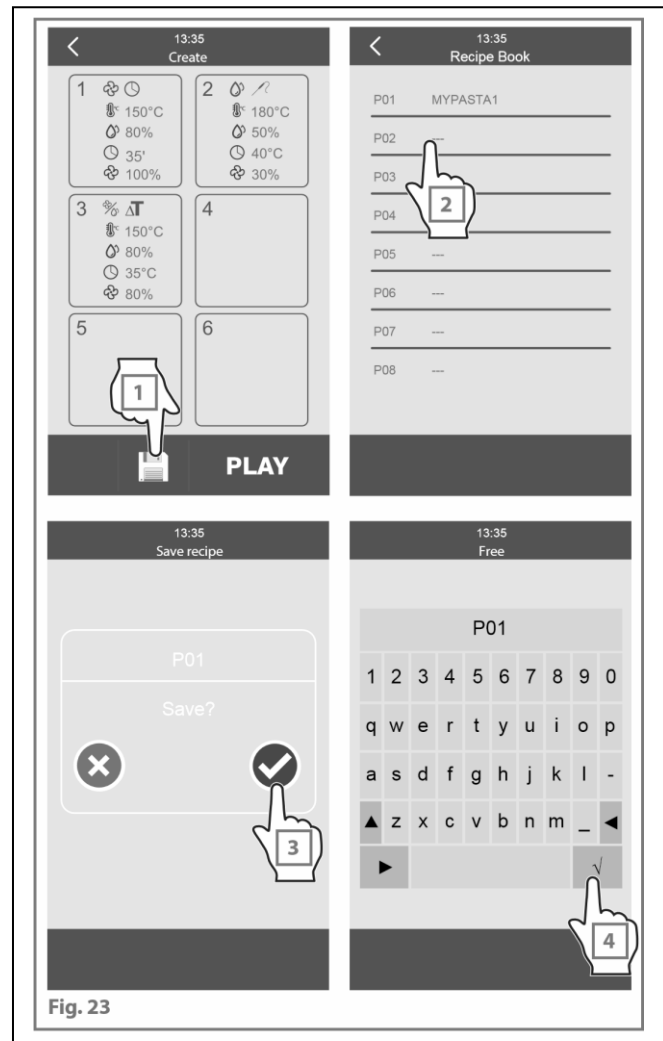 13:35
Create
1
150°C
80%
35'
100%
2
180°C
50%
40°C
30%
3 % ΔT
150°C
80%
35°C
80%
4
5
6
1
PLAY
13:35
Recipe Book
P01 MYPASTA1
P02 ---
P03
P04
2
P05 ---
P06 ---
P07 ---
P08 ---
13:35
Save recipe
P01
Save?
3
13:35
Free
P01
1 2 3 4 5 6 7 8 9 0
q w e r t y u i o p
a s d f g h j k l -
z x c v b n m _
√
4
Fig. 23